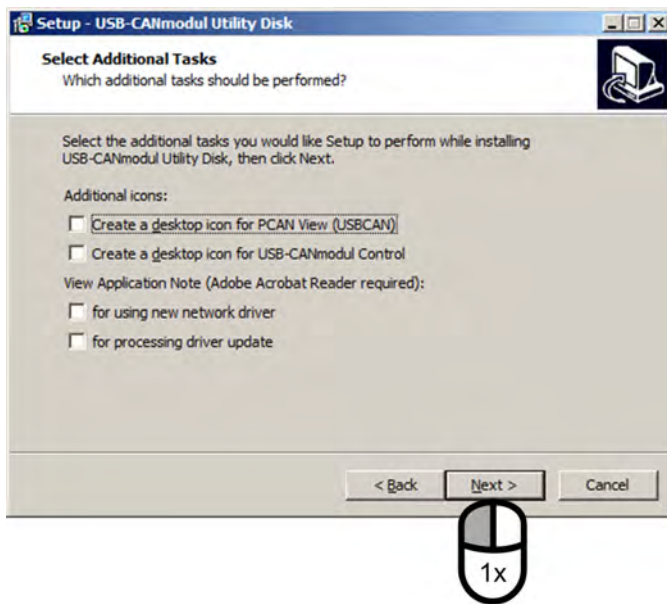 Setup - USB-CANmodul Utility Disk
Select Additional Tasks
Which additional tasks should be performed?
Select the additional tasks you would like Setup to perform while installing
USB-CANmodul Utility Disk, then click Next.
Additional icons:
Create a desktop icon for PCAN View (USBCAN)
Create a desktop icon for USB-CANmodul Control
View Application Note (Adobe Acrobat Reader required):
for using new network driver
for processing driver update
< Back Next > Cancel
1x